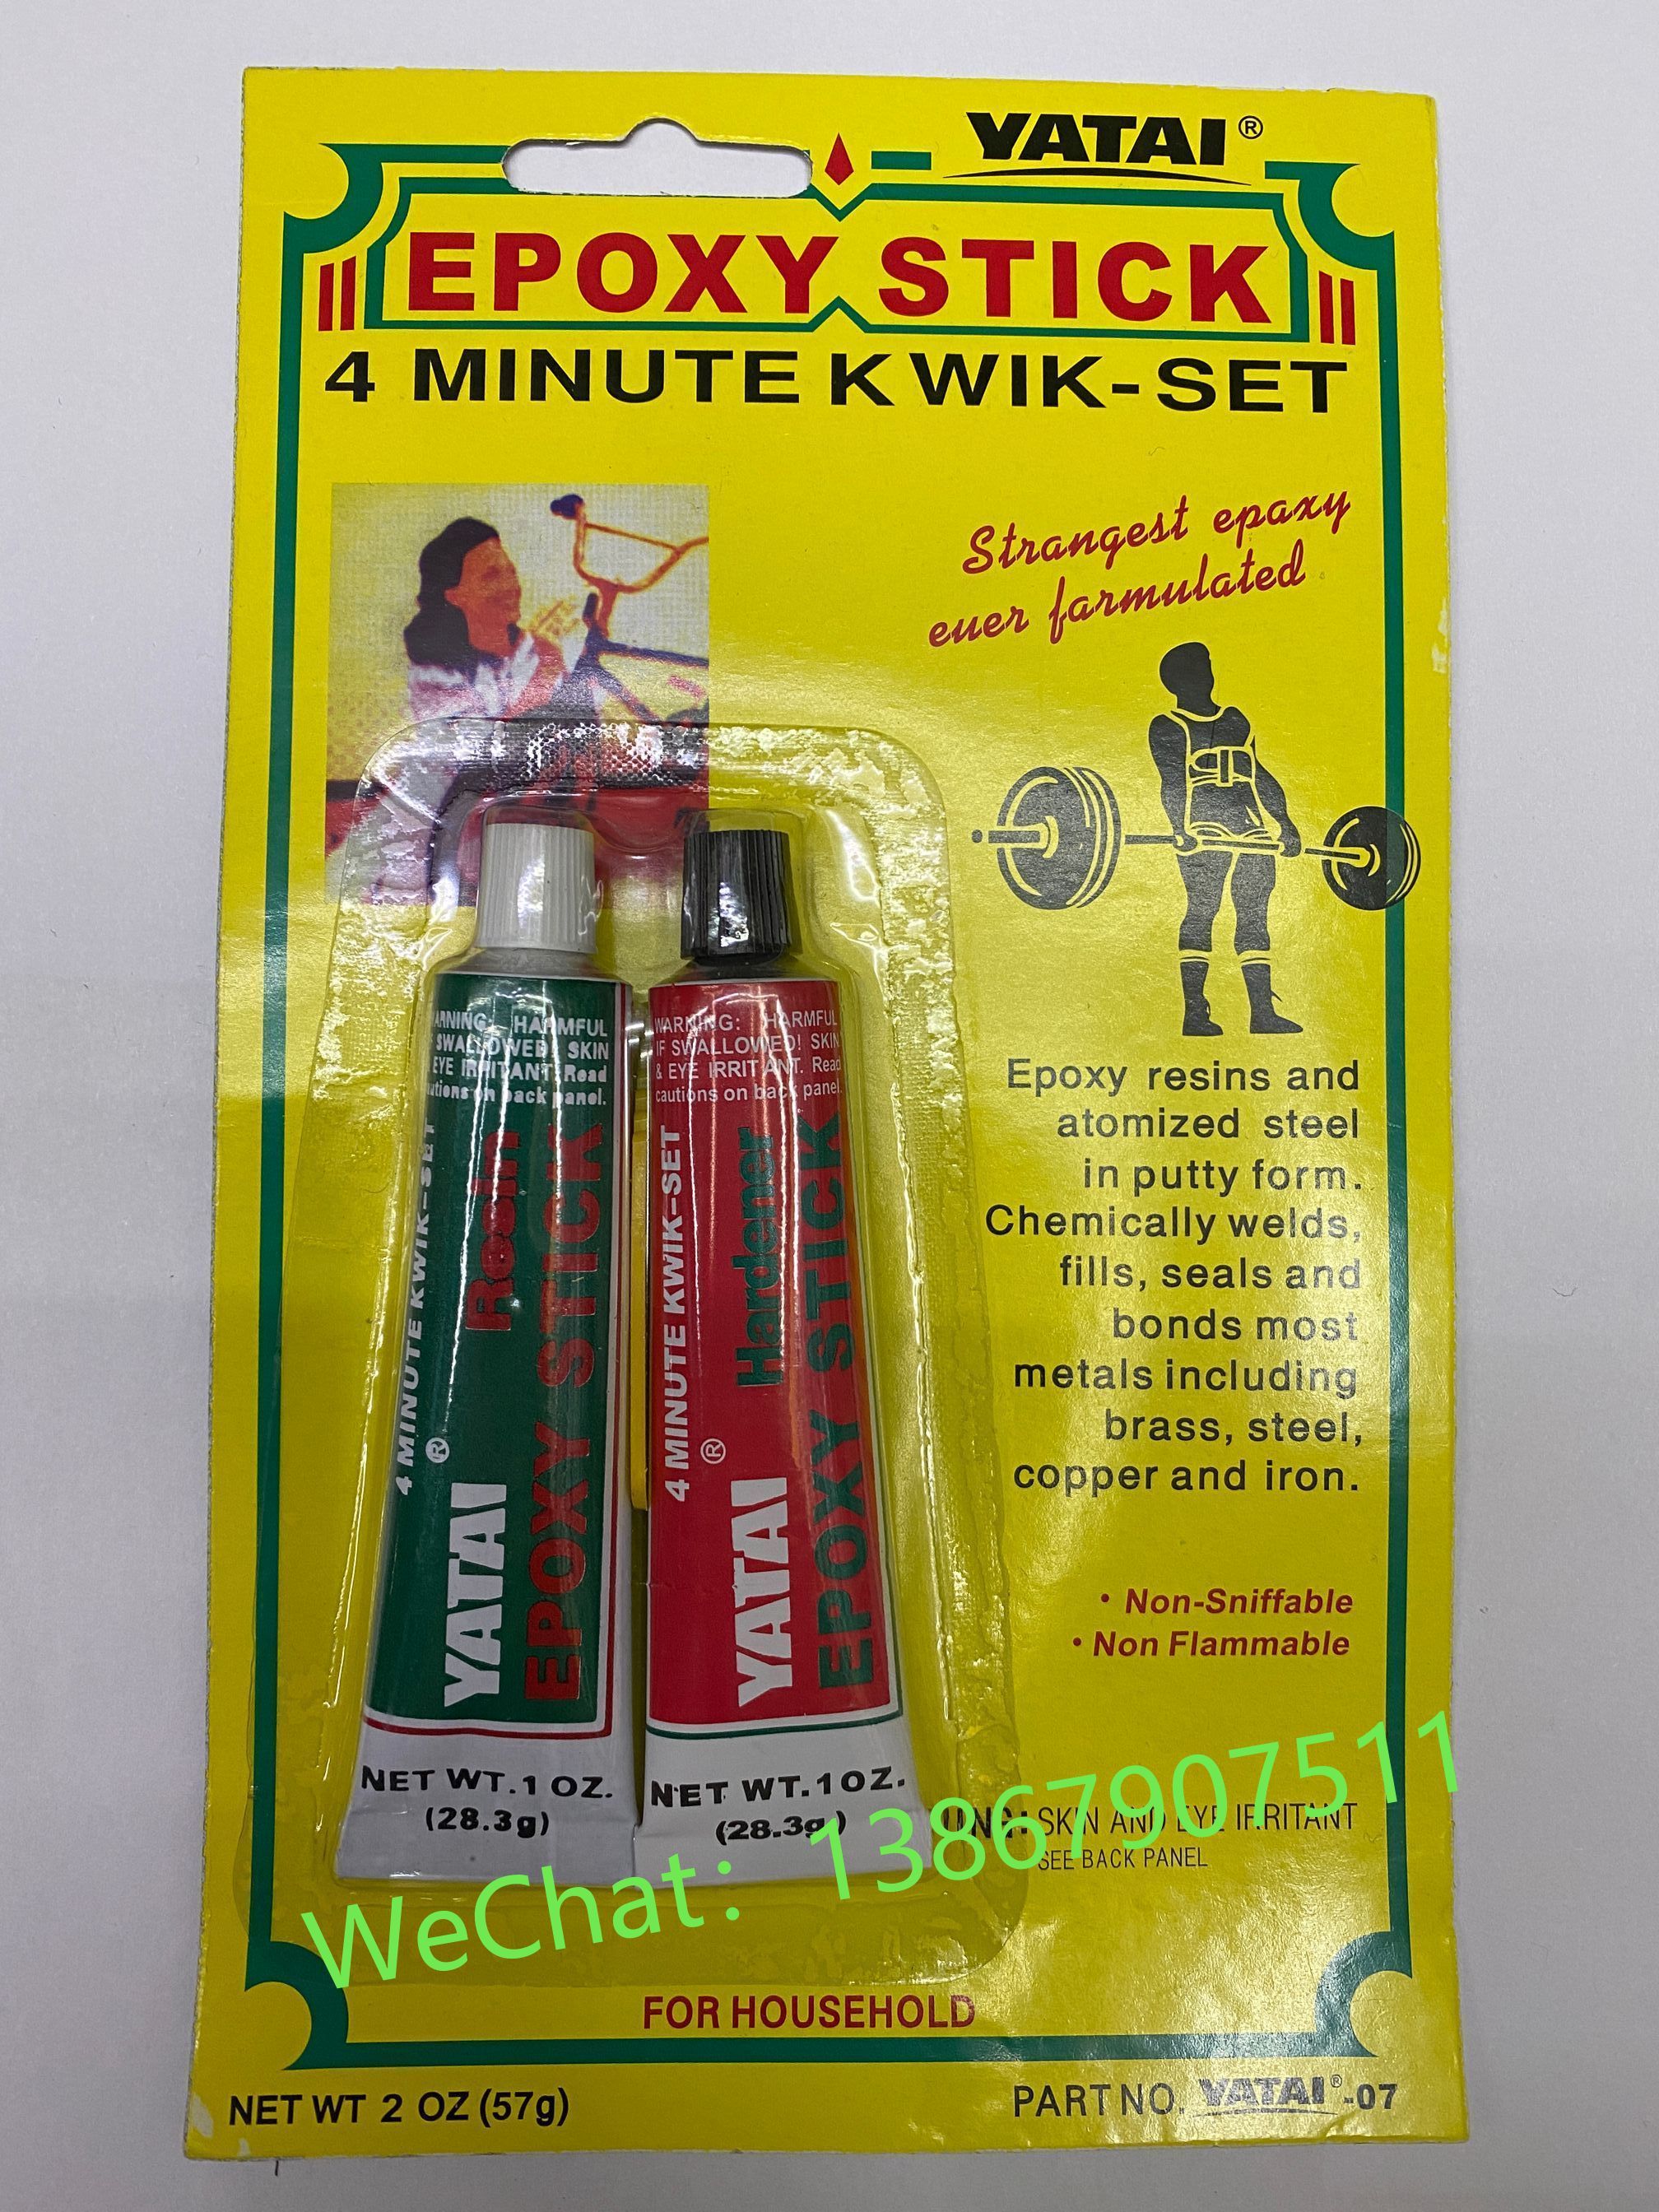 YATAI®
EPOXY STICK
4 MINUTE KWIK-SET
Strangest epaxy
euer farmulated
WARNING: HARMFUL
IF SWALLOWED! SKIN
& EYE IRRITANT. Read
cautions on back panel.
4 MINUTE KWIK-SET
Resin
YATAI®
EPOXY STICK
NET WT.1 OZ.
(28.3g)
WARNING: HARMFUL
IF SWALLOWED! SKIN
& EYE IRRITANT. Read
cautions on back panel.
4 MINUTE KWIK-SET
Hardener
YATAI®
EPOXY STICK
NET WT.1OZ.
(28.3g)
Epoxy resins and
atomized steel
in putty form.
Chemically welds,
fills, seals and
bonds most
metals including
brass, steel,
copper and iron.
• Non-Sniffable
• Non Flammable
SKIN AND EYE IRRITANT
SEE BACK PANEL
WeChat：13867907511
FOR HOUSEHOLD
NET WT 2 OZ (57g)
PART NO. YATAI®-07